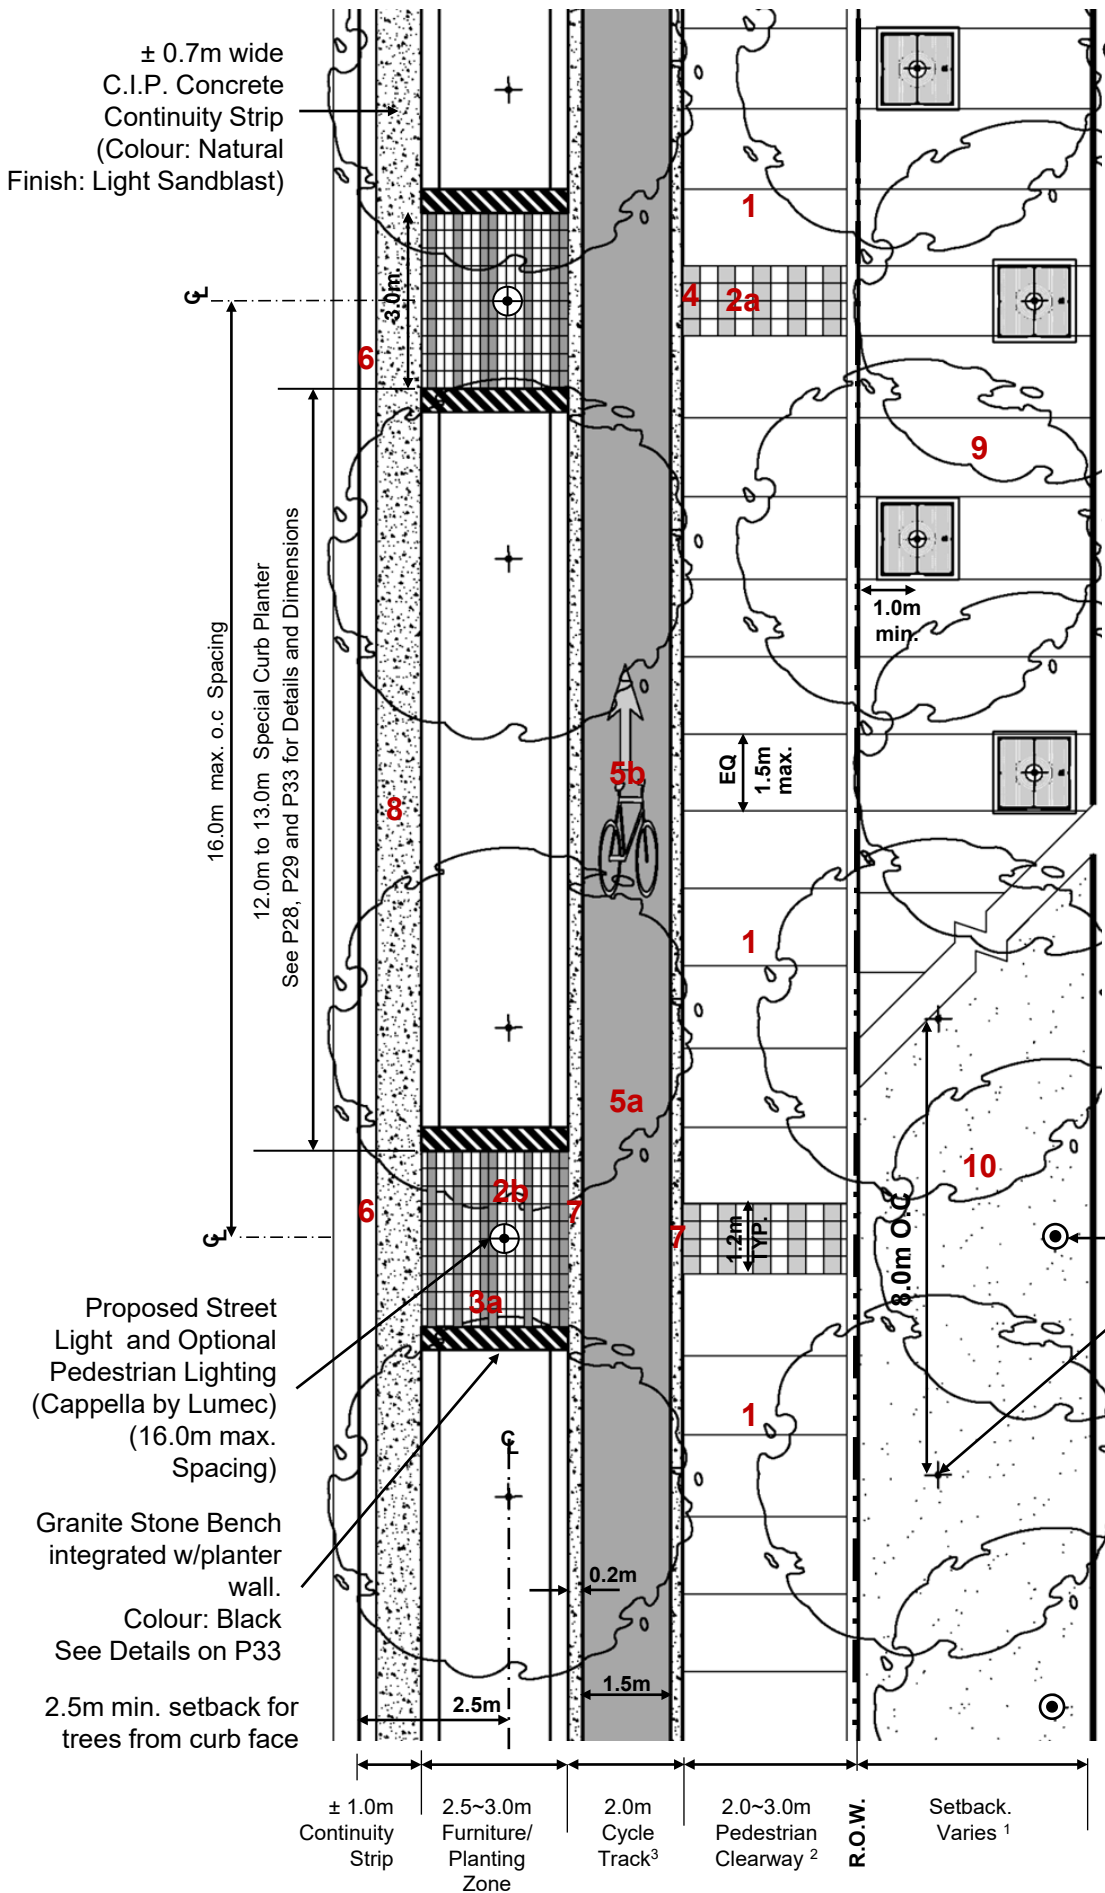 ± 0.7m wide
C.I.P. Concrete
Continuity Strip
(Colour: Natural
Finish: Light Sandblast)
1
3.0m
4
2a
CL
6
9
16.0m max. o.c Spacing
12.0m to 13.0m Special Curb Planter
See P28, P29 and P33 for Details and Dimensions
1.0m
min.
5b
EQ
1.5m
max.
8
1
5a
10
2b
6
7
7
1.2m
TYP.
8.0m O.C
CL
3a
Proposed Street
Light and Optional
Pedestrian Lighting
(Cappella by Lumec)
(16.0m max.
Spacing)
1
CL
Granite Stone Bench
integrated w/planter
wall.
Colour: Black
See Details on P33
0.2m
1.5m
2.5m
2.5m min. setback for
trees from curb face
± 1.0m
Continuity
Strip
2.5~3.0m
Furniture/
Planting
Zone
2.0m
Cycle
Track³
2.0~3.0m
Pedestrian
Clearway ²
R.O.W.
Setback.
Varies ¹